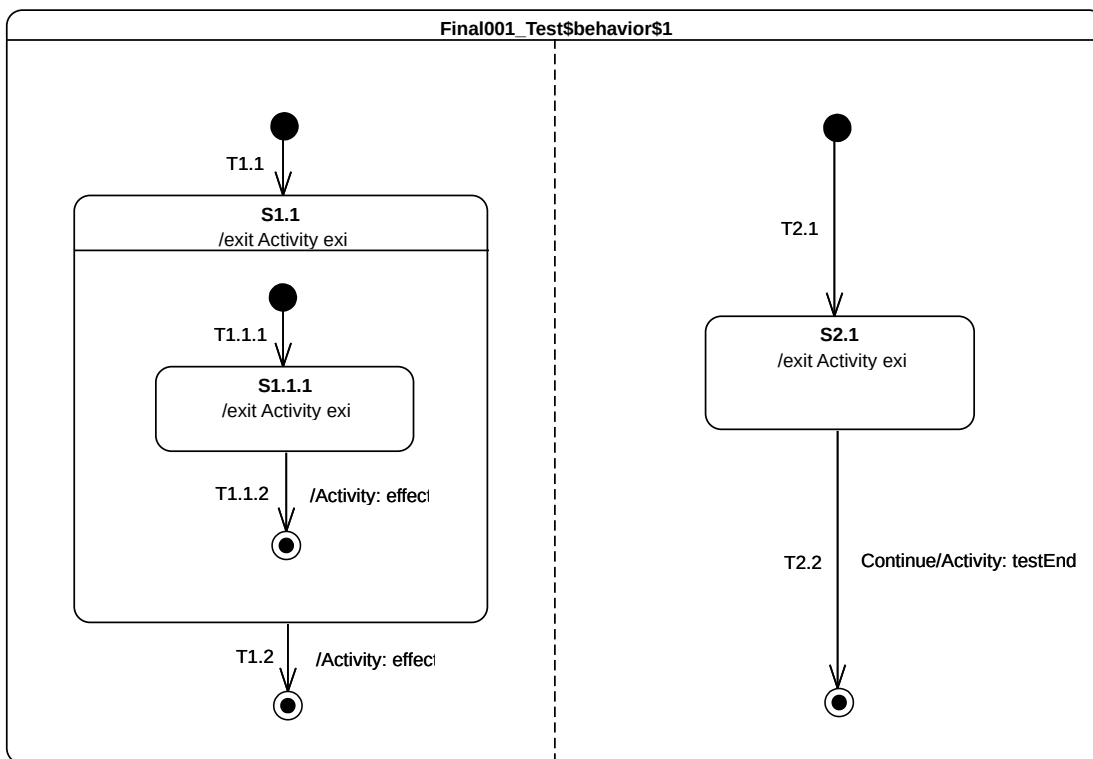 Final001_Test$behavior$1
T1.1
S1.1
/exit Activity exi
T1.1.1
S1.1.1
/exit Activity exi
T1.1.2 /Activity: effect
T1.2 /Activity: effect
T2.1
S2.1
/exit Activity exi
T2.2 Continue/Activity: testEnd